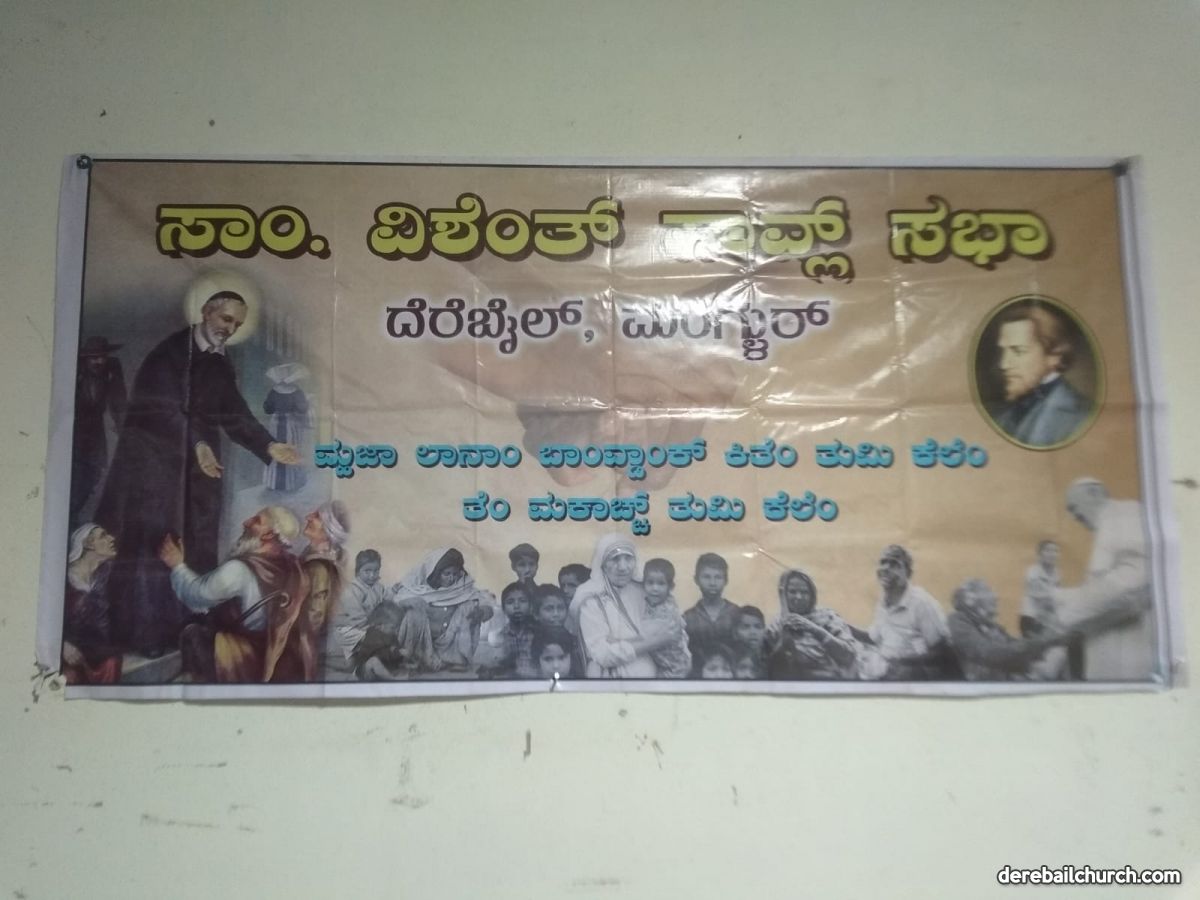 ಸಾಂ. ವಿಶೆಂತ್ ಪಾವ್ಲ್ ಸಭಾ
ದೆರೆಬೈಲ್, ಮಂಗ್ಳುರ್
ಮ್ಹಜಾ ಲಾನಾಂ ಬಾಂವ್ಡಾಂಕ್ ಕಿತೆಂ ತುಮಿ ಕೆಲೆಂ
ತೆಂ ಮಕಾಚ್ಚ್ ತುಮಿ ಕೆಲೆಂ
derebailchurch.com